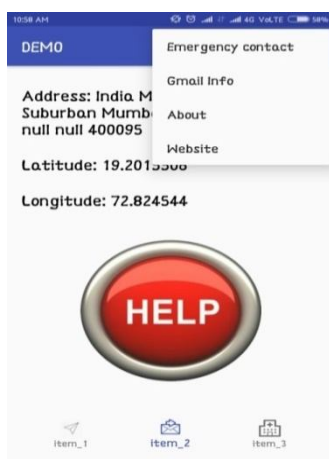 10:58 AM 4G VoLTE 58%
DEMO
Emergency contact
Gmail Info
About
Website
Address: India M
Suburban Mumb
null null 400095
Latitude: 19.2015308
Longitude: 72.824544
HELP
item_1 item_2 item_3